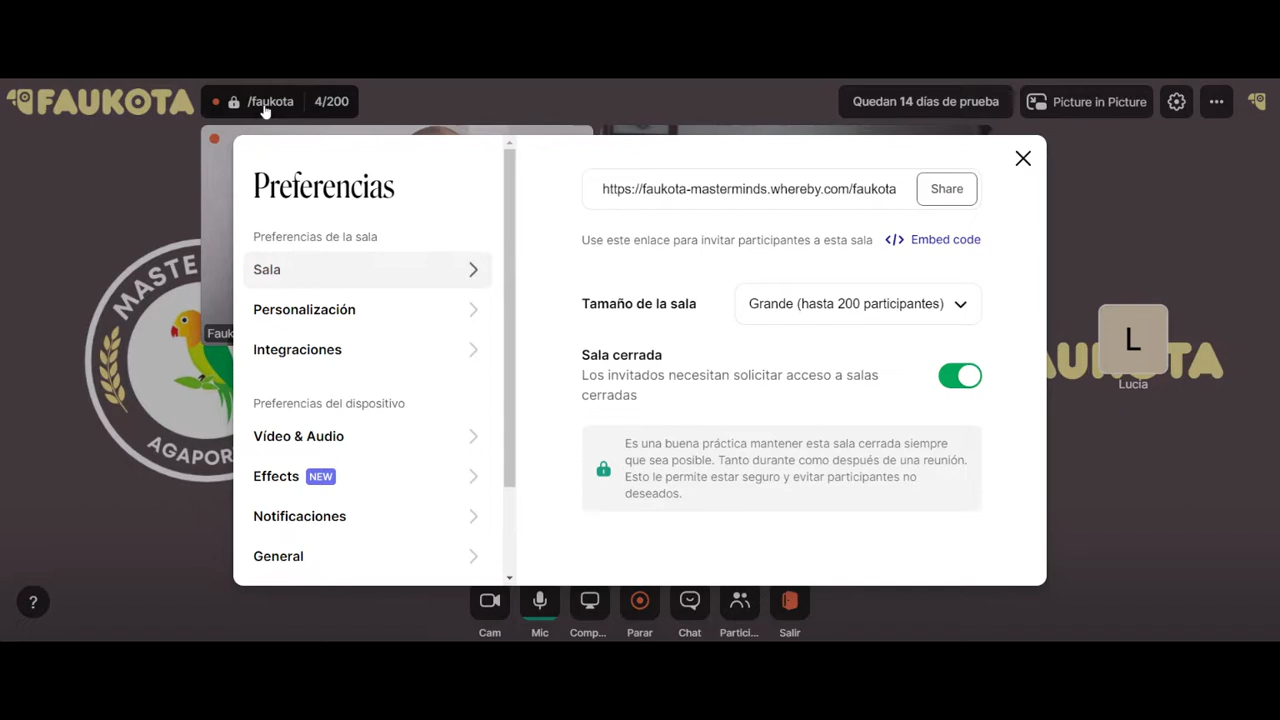 FAUKOTA
/faukota
4/200
Quedan 14 días de prueba
Picture in Picture
Preferencias
Preferencias de la sala
Sala
Personalización
Integraciones
Preferencias del dispositivo
Vídeo & Audio
Effects NEW
Notificaciones
General
https://faukota-masterminds.whereby.com/faukota
Share
Use este enlace para invitar participantes a esta sala
</> Embed code
Tamaño de la sala
Grande (hasta 200 participantes)
Sala cerrada
Los invitados necesitan solicitar acceso a salas
cerradas
Es una buena práctica mantener esta sala cerrada siempre
que sea posible. Tanto durante como después de una reunión.
Esto le permite estar seguro y evitar participantes no
deseados.
MASTER
AGAPOR
Fauk
L
Lucia
AUKOTA
?
Cam
Mic
Comp...
Parar
Chat
Partici...
Salir